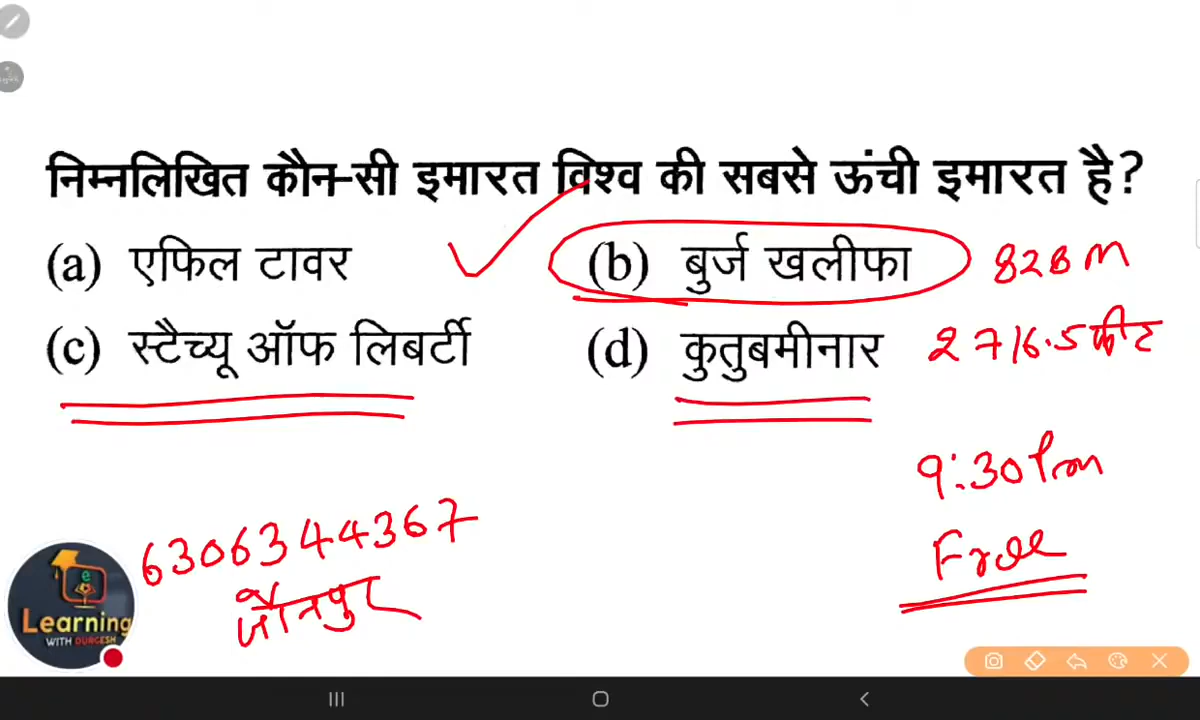 निम्नलिखित कौन-सी इमारत विश्व की सबसे ऊंची इमारत है?
(a) एफिल टावर (b) बुर्ज खलीफा 828 m
(c) स्टैच्यू ऑफ लिबर्टी (d) कुतुबमीनार 2716.5 फीट
9:30 Pm
6306344367 Free
जौनपुर
e
Learning
WITH DURGESH